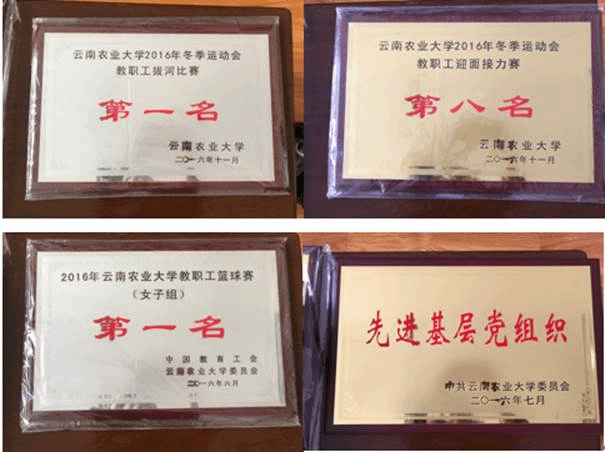 云南农业大学2016年冬季运动会
教职工拔河比赛
第一名
云南农业大学
二〇一六年十一月
云南农业大学2016年冬季运动会
教职工迎面接力赛
第八名
云南农业大学
二〇一六年十一月
2016年云南农业大学教职工篮球赛
（女子组）
第一名
中国教育工会
云南农业大学委员会
二〇一六年六月
先进基层党组织
中共云南农业大学委员会
二〇一六年七月